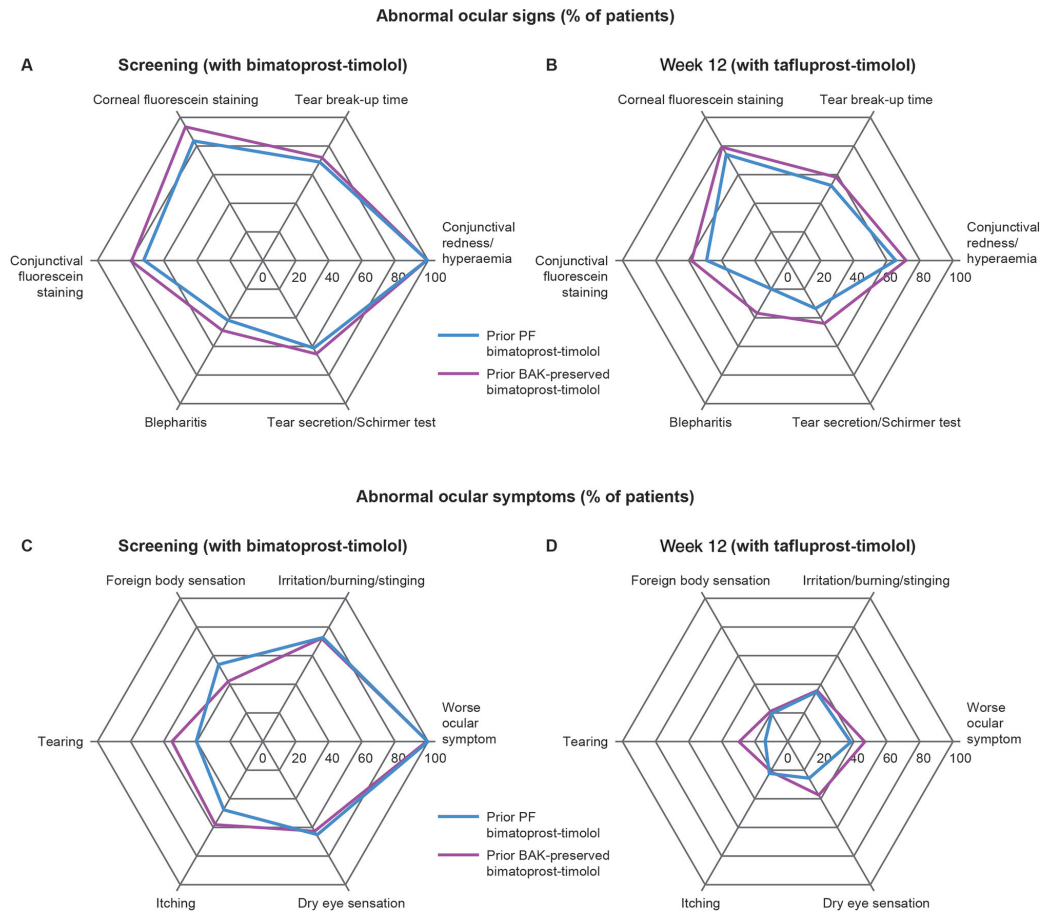 Abnormal ocular signs (% of patients)
A
Screening (with bimatoprost-timolol)
Corneal fluorescein staining
Tear break-up time
Conjunctival
redness/
hyperaemia
Conjunctival
fluorescein
staining
0 20 40 60 80 100
Blepharitis
Tear secretion/Schirmer test
Prior PF
bimatoprost-timolol
Prior BAK-preserved
bimatoprost-timolol
B
Week 12 (with tafluprost-timolol)
Corneal fluorescein staining
Tear break-up time
Conjunctival
redness/
hyperaemia
Conjunctival
fluorescein
staining
0 20 40 60 80 100
Blepharitis
Tear secretion/Schirmer test
Abnormal ocular symptoms (% of patients)
C
Screening (with bimatoprost-timolol)
Foreign body sensation
Irritation/burning/stinging
Worse
ocular
symptom
Tearing
0 20 40 60 80 100
Itching
Dry eye sensation
Prior PF
bimatoprost-timolol
Prior BAK-preserved
bimatoprost-timolol
D
Week 12 (with tafluprost-timolol)
Foreign body sensation
Irritation/burning/stinging
Worse
ocular
symptom
Tearing
0 20 40 60 80 100
Itching
Dry eye sensation